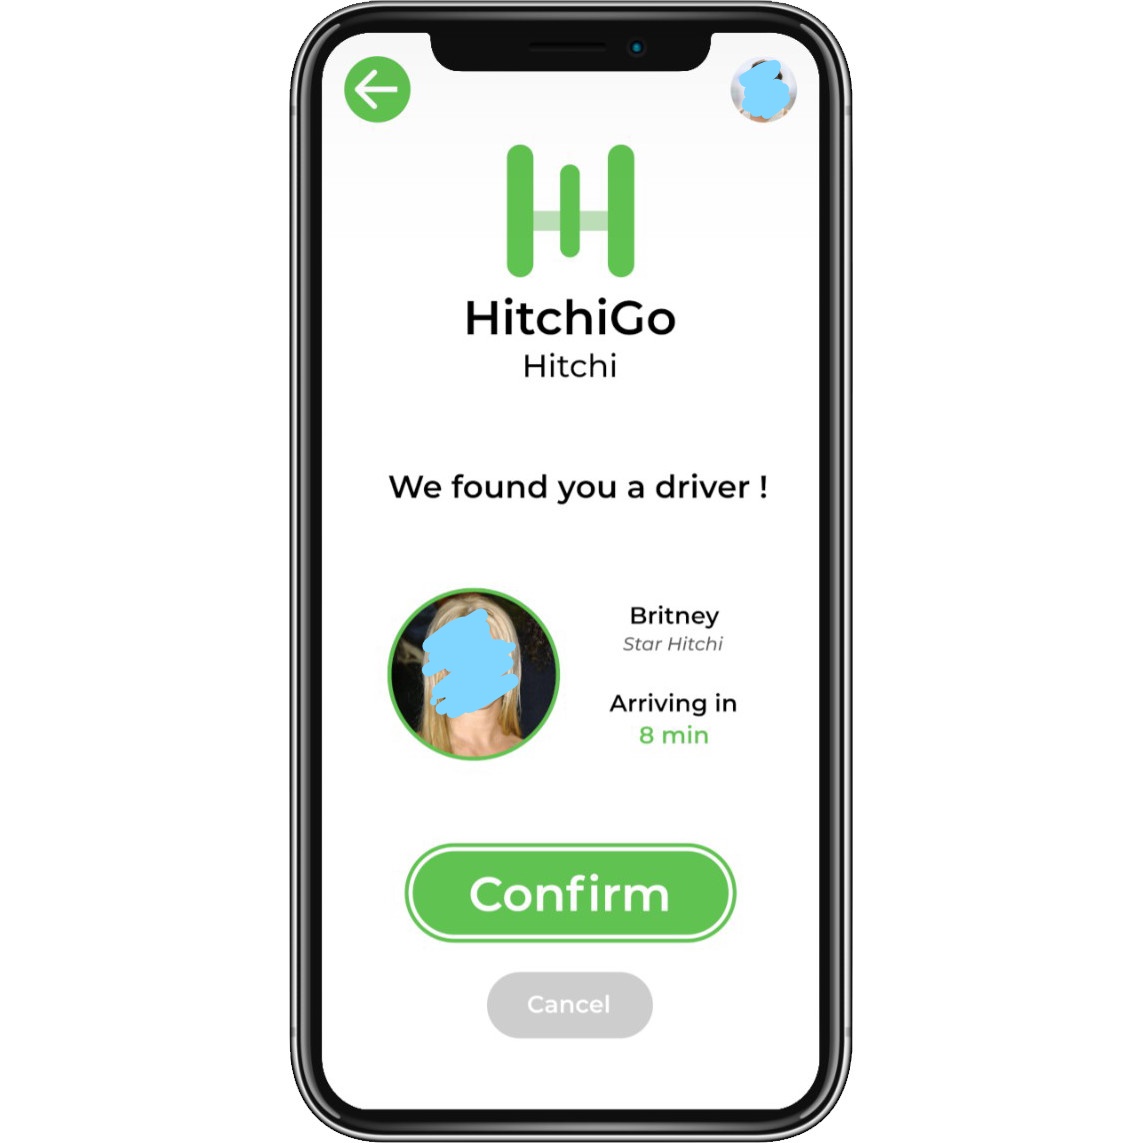 HitchiGo
Hitchi
We found you a driver !
Britney
Star Hitchi
Arriving in
8 min
Confirm
Cancel